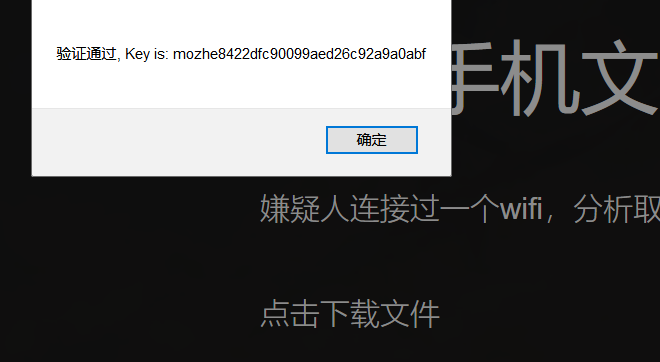 验证通过, Key is: mozhe8422dfc90099aed26c92a9a0abf
手机文
确定
嫌疑人连接过一个wifi，分析取
点击下载文件